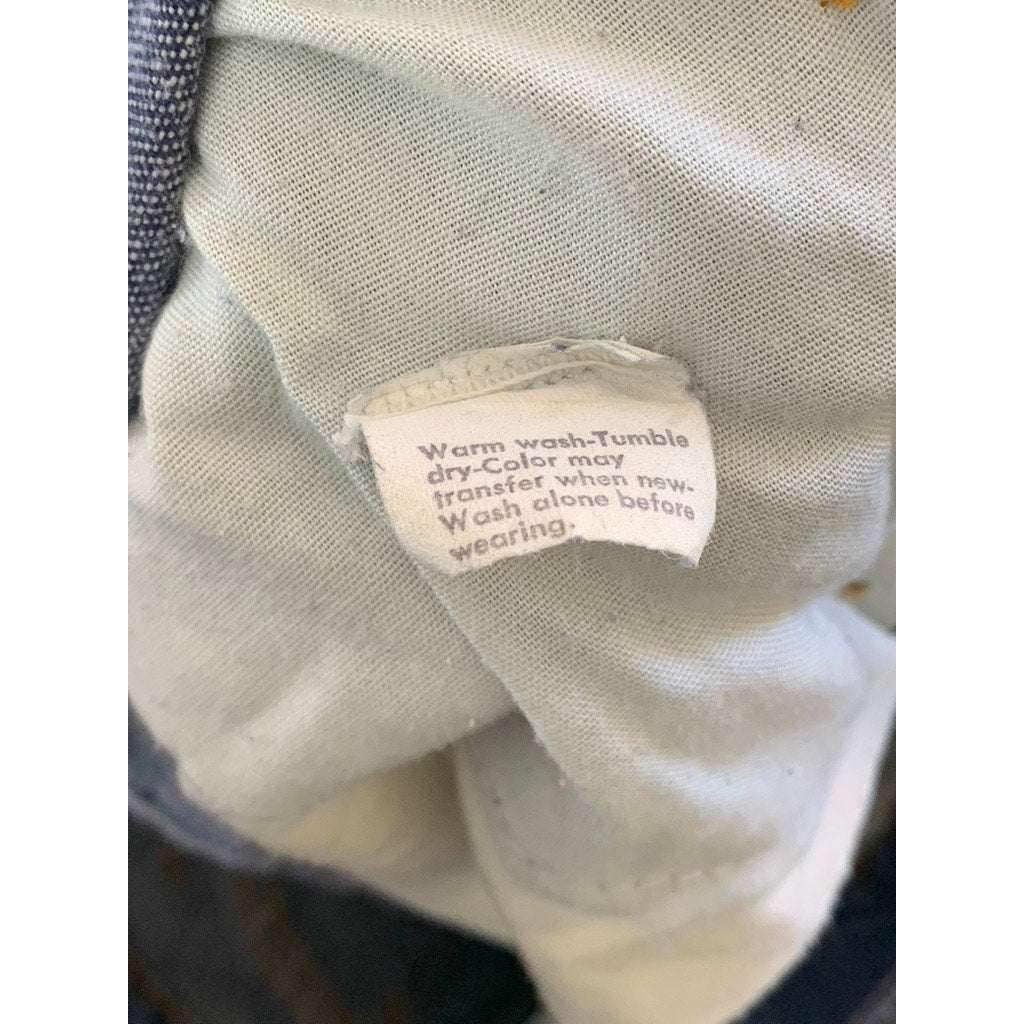 Warm wash-Tumble
dry-Color may
transfer when new.
Wash alone before
wearing.